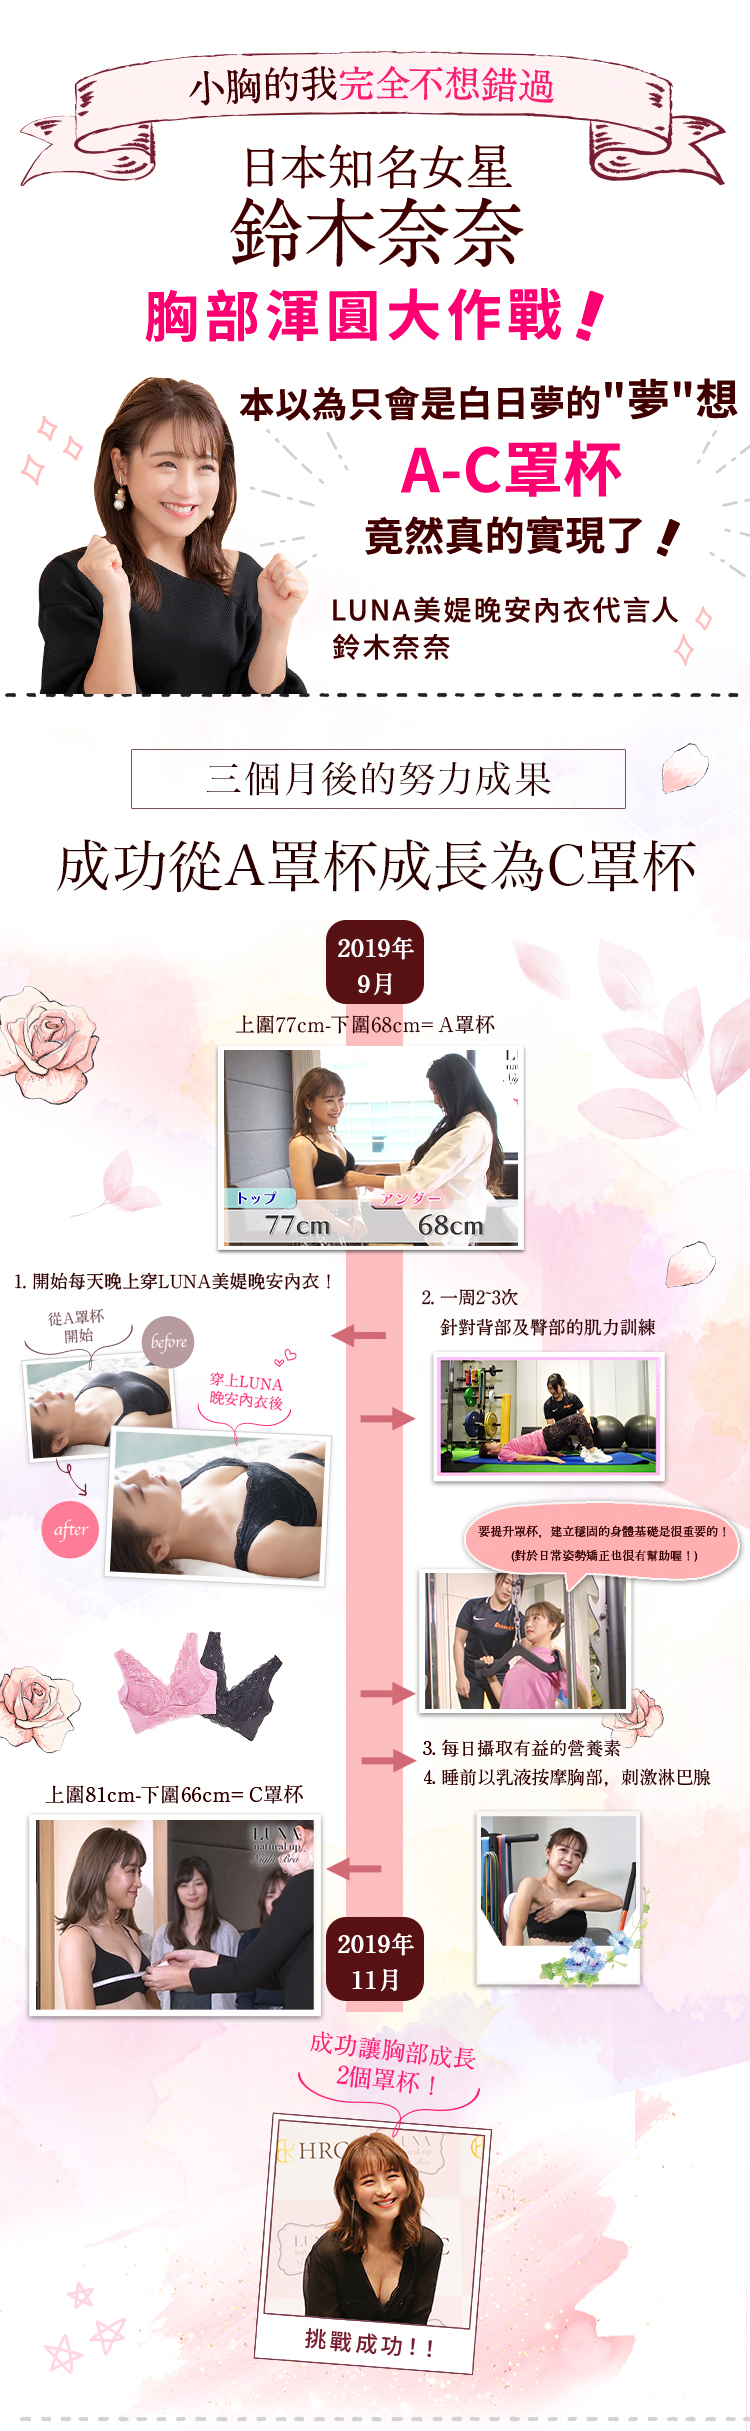 小胸的我完全不想錯過
日本知名女星
鈴木奈奈
胸部渾圓大作戰!
本以為只會是白日夢的"夢"想
A-C罩杯
竟然真的實現了!
LUNA美媞晚安內衣代言人
鈴木奈奈
三個月後的努力成果
成功從A罩杯成長為C罩杯
2019年
9月
上圍77cm-下圍68cm= A罩杯
トップ
77cm
アンダー
68cm
1. 開始每天晚上穿LUNA美媞晚安內衣!
從A罩杯
開始
before
穿上LUNA
晚安內衣後
after
2. 一周2~3次
針對背部及臀部的肌力訓練
要提升罩杯，建立穩固的身體基礎是很重要的!
(對於日常姿勢矯正也很有幫助喔!)
3. 每日攝取有益的營養素
4. 睡前以乳液按摩胸部，刺激淋巴腺
上圍81cm-下圍66cm= C罩杯
LUNA
natural up
Night Bra
2019年
11月
成功讓胸部成長
2個罩杯!
HRC
挑戰成功!!